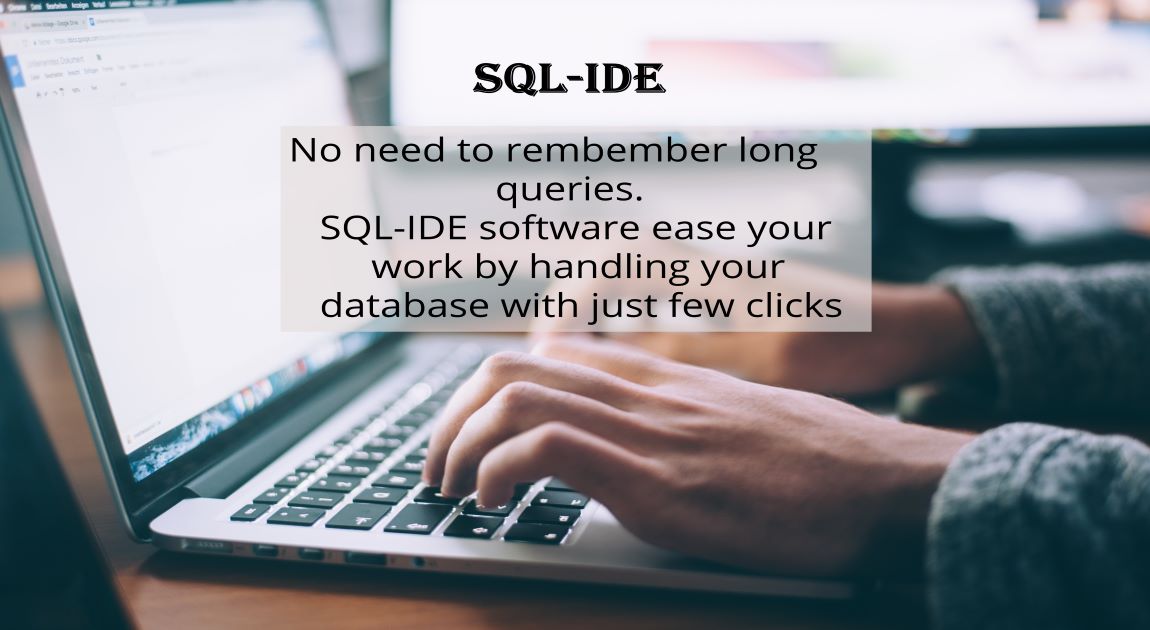 SQL-IDE
No need to rembember long
queries.
SQL-IDE software ease your
work by handling your
database with just few clicks